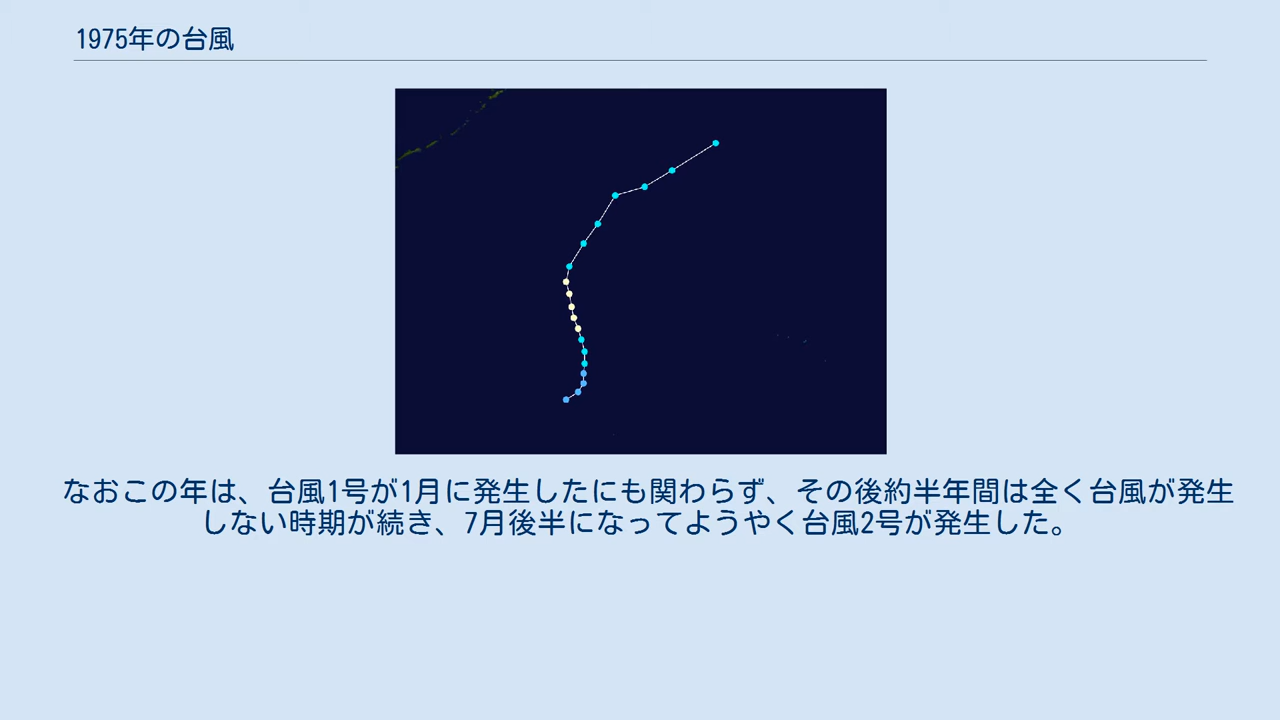 1975年の台風
なおこの年は、台風1号が1月に発生したにも関わらず、その後約半年間は全く台風が発生
しない時期が続き、7月後半になってようやく台風2号が発生した。